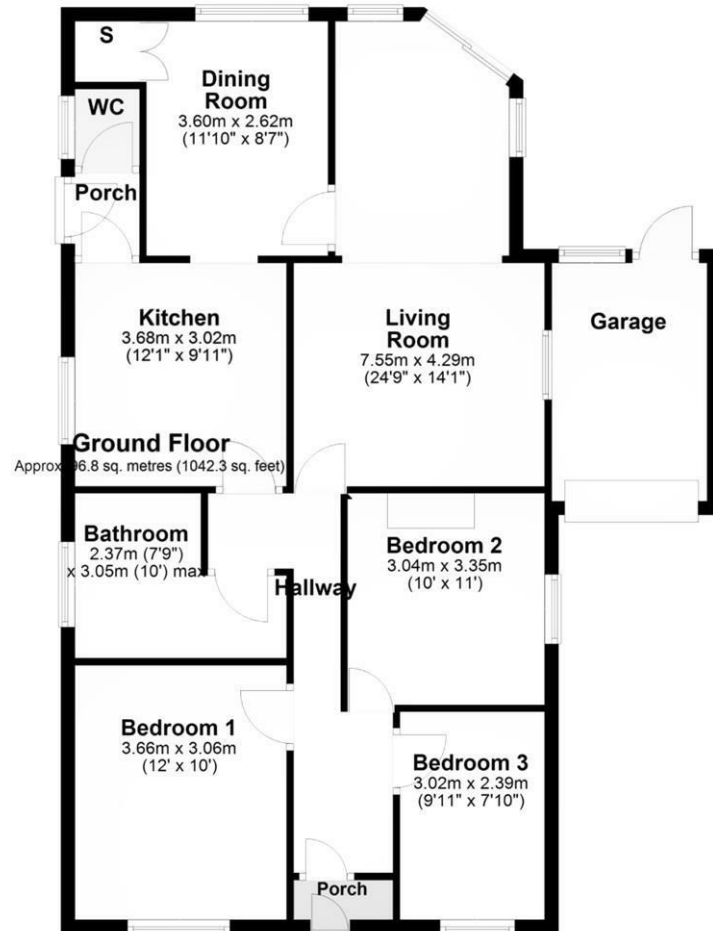 S
Dining
Room
3.60m x 2.62m
(11'10" x 8'7")
WC
Porch
Kitchen
3.68m x 3.02m
(12'1" x 9'11")
Living
Room
7.55m x 4.29m
(24'9" x 14'1")
Garage
Ground Floor
Approx. 96.8 sq. metres (1042.3 sq. feet)
Bathroom
2.37m (7'9")
x 3.05m (10') max
Hallway
Bedroom 2
3.04m x 3.35m
(10' x 11')
Bedroom 1
3.66m x 3.06m
(12' x 10')
Bedroom 3
3.02m x 2.39m
(9'11" x 7'10")
Porch